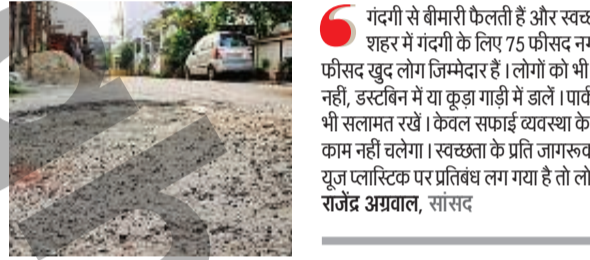 गंदगी से बीमारी फैलती हैं और स्वच्छ
शहर में गंदगी के लिए 75 फीसद नग
फीसद खुद लोग जिम्मेदार हैं। लोगों को भी
नहीं, डस्टबिन में या कूड़ा गाड़ी में डालें। पार्क
भी सलामत रखें। केवल सफाई व्यवस्था के
काम नहीं चलेगा। स्वच्छता के प्रति जागरूक
यूज प्लास्टिक पर प्रतिबंध लग गया है तो लो
राजेंद्र अग्रवाल, सांसद